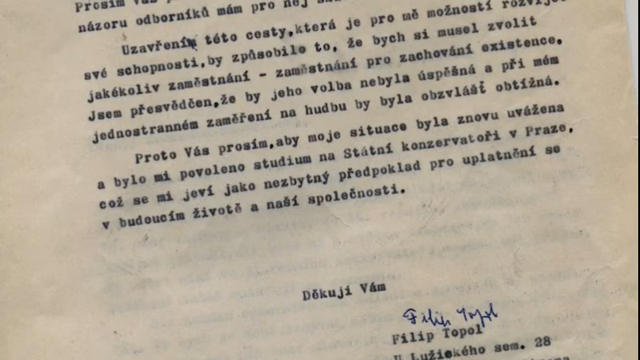 Prosím Vás
názoru odborníků mám pro něj
Uzavřením této cesty, která je pro mě možností
své schopnosti, by způsobilo to, že bych si musel zvolit
jakékoliv zaměstnání - zaměstnání pro zachování existence.
Jsem přesvědčen, že by jeho volba nebyla úspěšná a při mém
jednostranném zaměření na hudbu by byla obzvlášť obtížná.
Proto Vás prosím, aby moje situace byla znovu uvážena
a bylo mi povoleno studium na Státní konzervatoři v Praze,
což se mi jeví jako nezbytný předpoklad pro uplatnění se
v budoucím životě a naší společnosti.
Děkuji Vám
Filip Topol
Filip Topol
U Lužického sem. 28